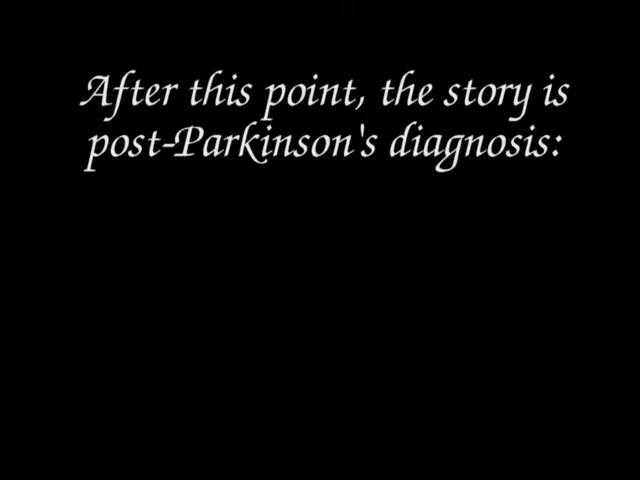 After this point, the story is
post-Parkinson's diagnosis: